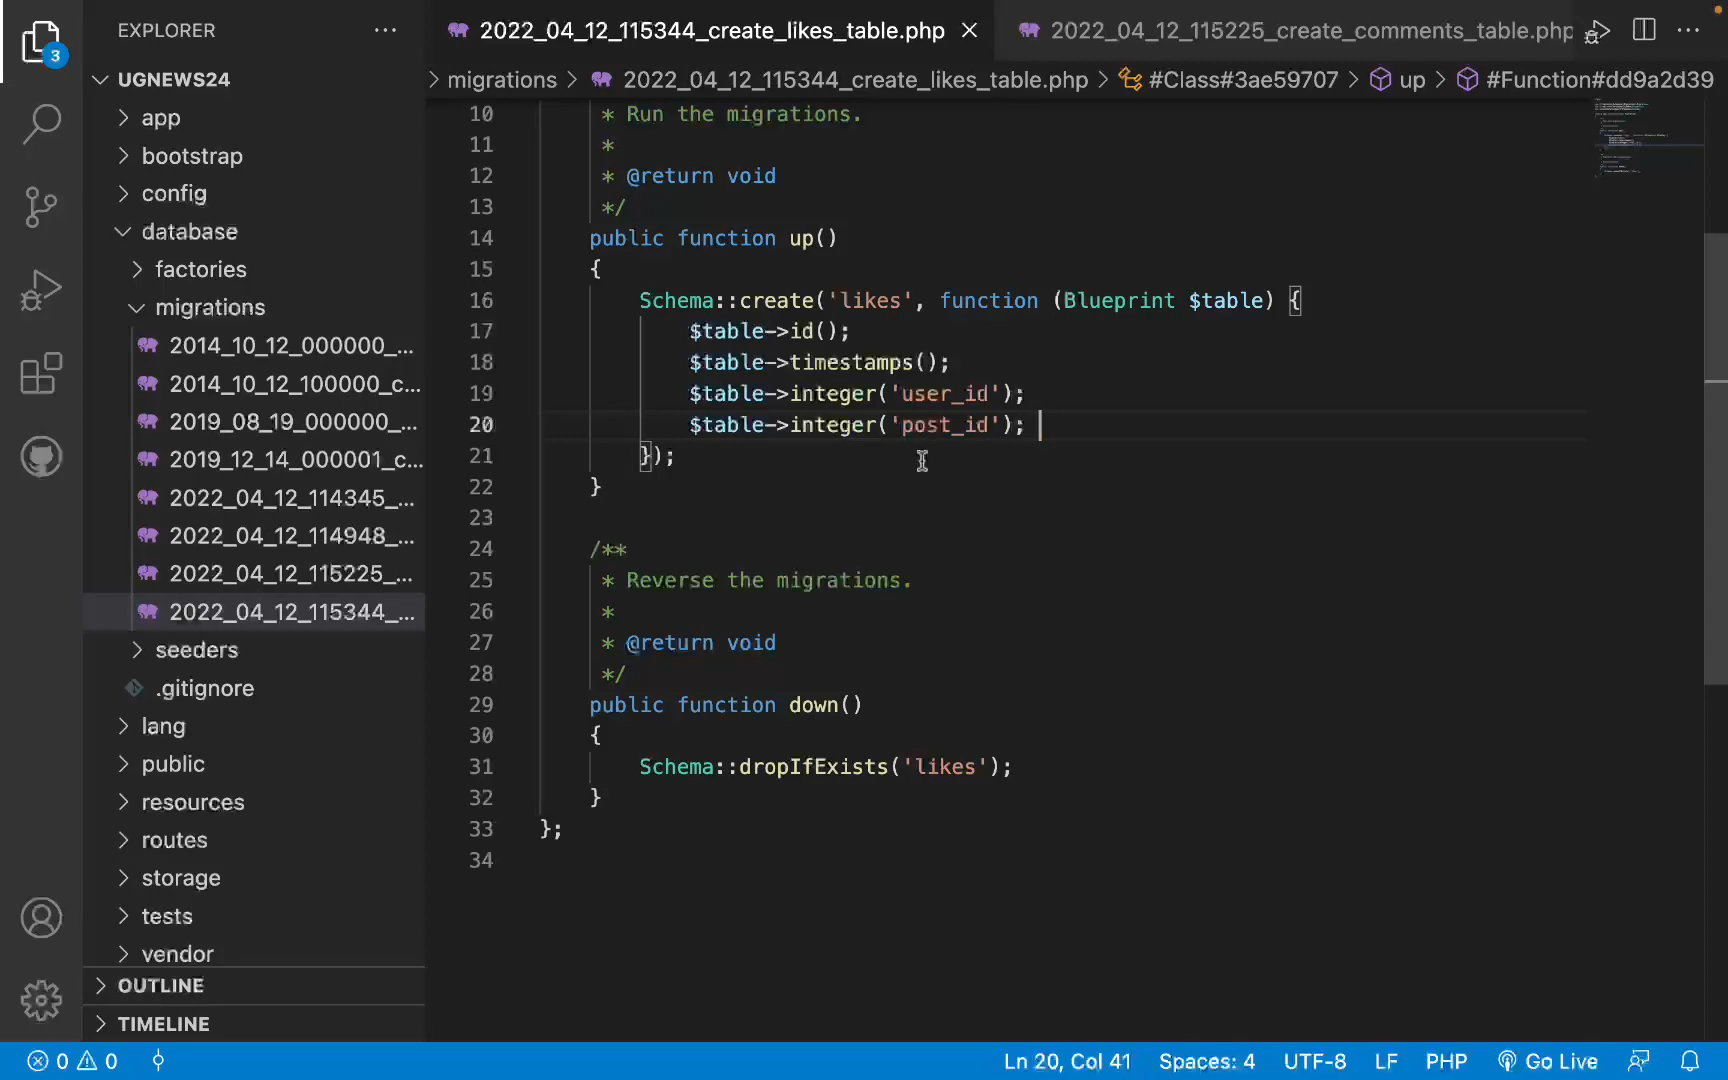 EXPLORER
2022_04_12_115344_create_likes_table.php
2022_04_12_115225_create_comments_table.php
UGNEWS24
migrations
2022_04_12_115344_create_likes_table.php
#Class#3ae59707
up
#Function#dd9a2d39
3
app
bootstrap
config
database
factories
migrations
2014_10_12_000000_...
2014_10_12_100000_c...
2019_08_19_000000_...
2019_12_14_000001_c...
2022_04_12_114345_...
2022_04_12_114948_...
2022_04_12_115225_...
2022_04_12_115344_...
seeders
.gitignore
lang
public
resources
routes
storage
tests
vendor
OUTLINE
TIMELINE
10 * Run the migrations.
11 *
12 * @return void
13 */
14 public function up()
15 {
16 Schema::create('likes', function (Blueprint $table) {
17 $table->id();
18 $table->timestamps();
19 $table->integer('user_id');
20 $table->integer('post_id');
21 });
22 }
23
24 /**
25 * Reverse the migrations.
26 *
27 * @return void
28 */
29 public function down()
30 {
31 Schema::dropIfExists('likes');
32 }
33 };
34
0 0 Ln 20, Col 41 Spaces: 4 UTF-8 LF PHP Go Live